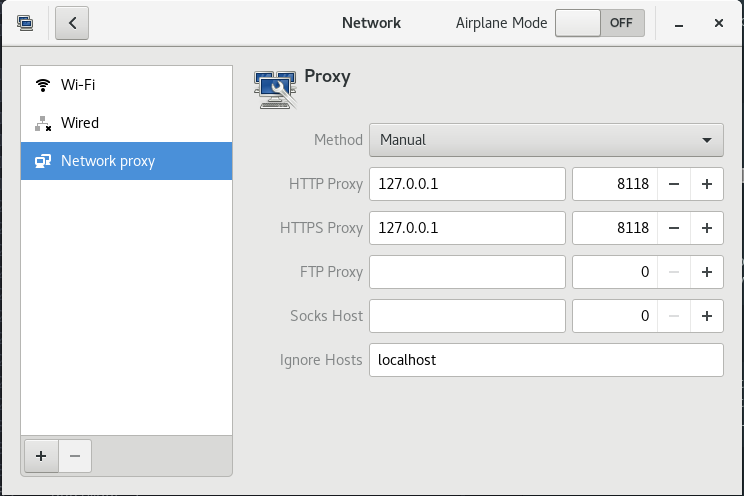 Network
Airplane Mode OFF
Wi-Fi
Wired
Network proxy
Proxy
Method Manual
HTTP Proxy 127.0.0.1 8118
HTTPS Proxy 127.0.0.1 8118
FTP Proxy 0
Socks Host 0
Ignore Hosts localhost